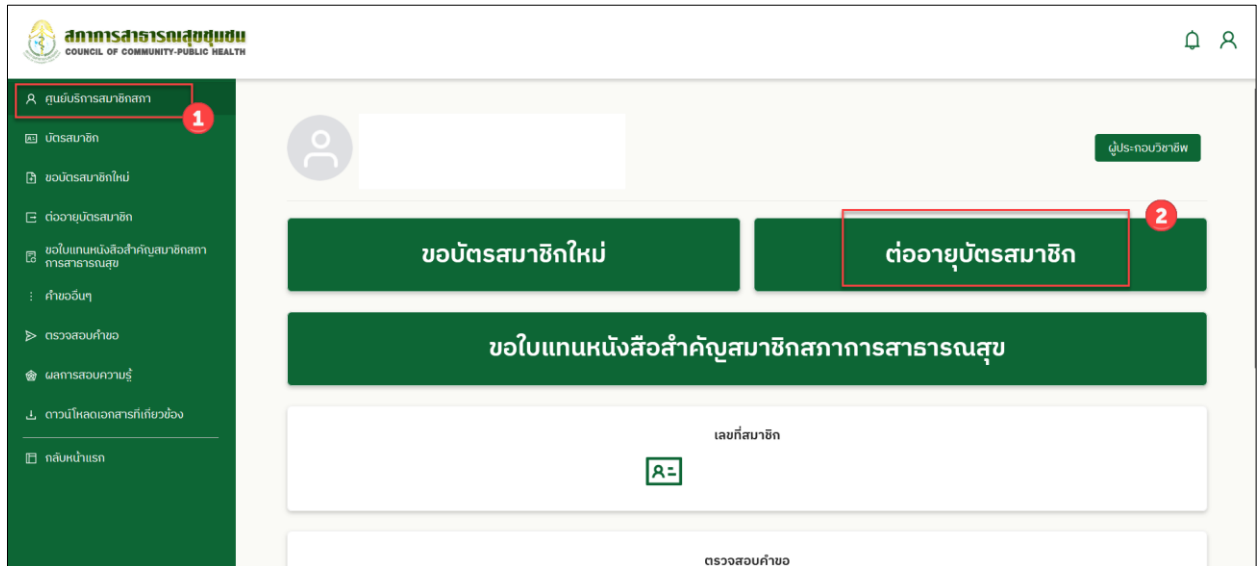 สภาการสาธารณสุขชุมชน
COUNCIL OF COMMUNITY-PUBLIC HEALTH
ศูนย์บริการสมาชิกสภา
1
บัตรสมาชิก
ขอบัตรสมาชิกใหม่
ต่ออายุบัตรสมาชิก
ขอใบแทนหนังสือสำคัญสมาชิกสภา
การสาธารณสุข
คำขออื่นๆ
ตรวจสอบคำขอ
ผลการสอบความรู้
ดาวน์โหลดเอกสารที่เกี่ยวข้อง
กลับหน้าแรก
ผู้ประกอบวิชาชีพ
2
ขอบัตรสมาชิกใหม่
ต่ออายุบัตรสมาชิก
ขอใบแทนหนังสือสำคัญสมาชิกสภาการสาธารณสุข
เลขที่สมาชิก
ตรวจสอบคำขอ